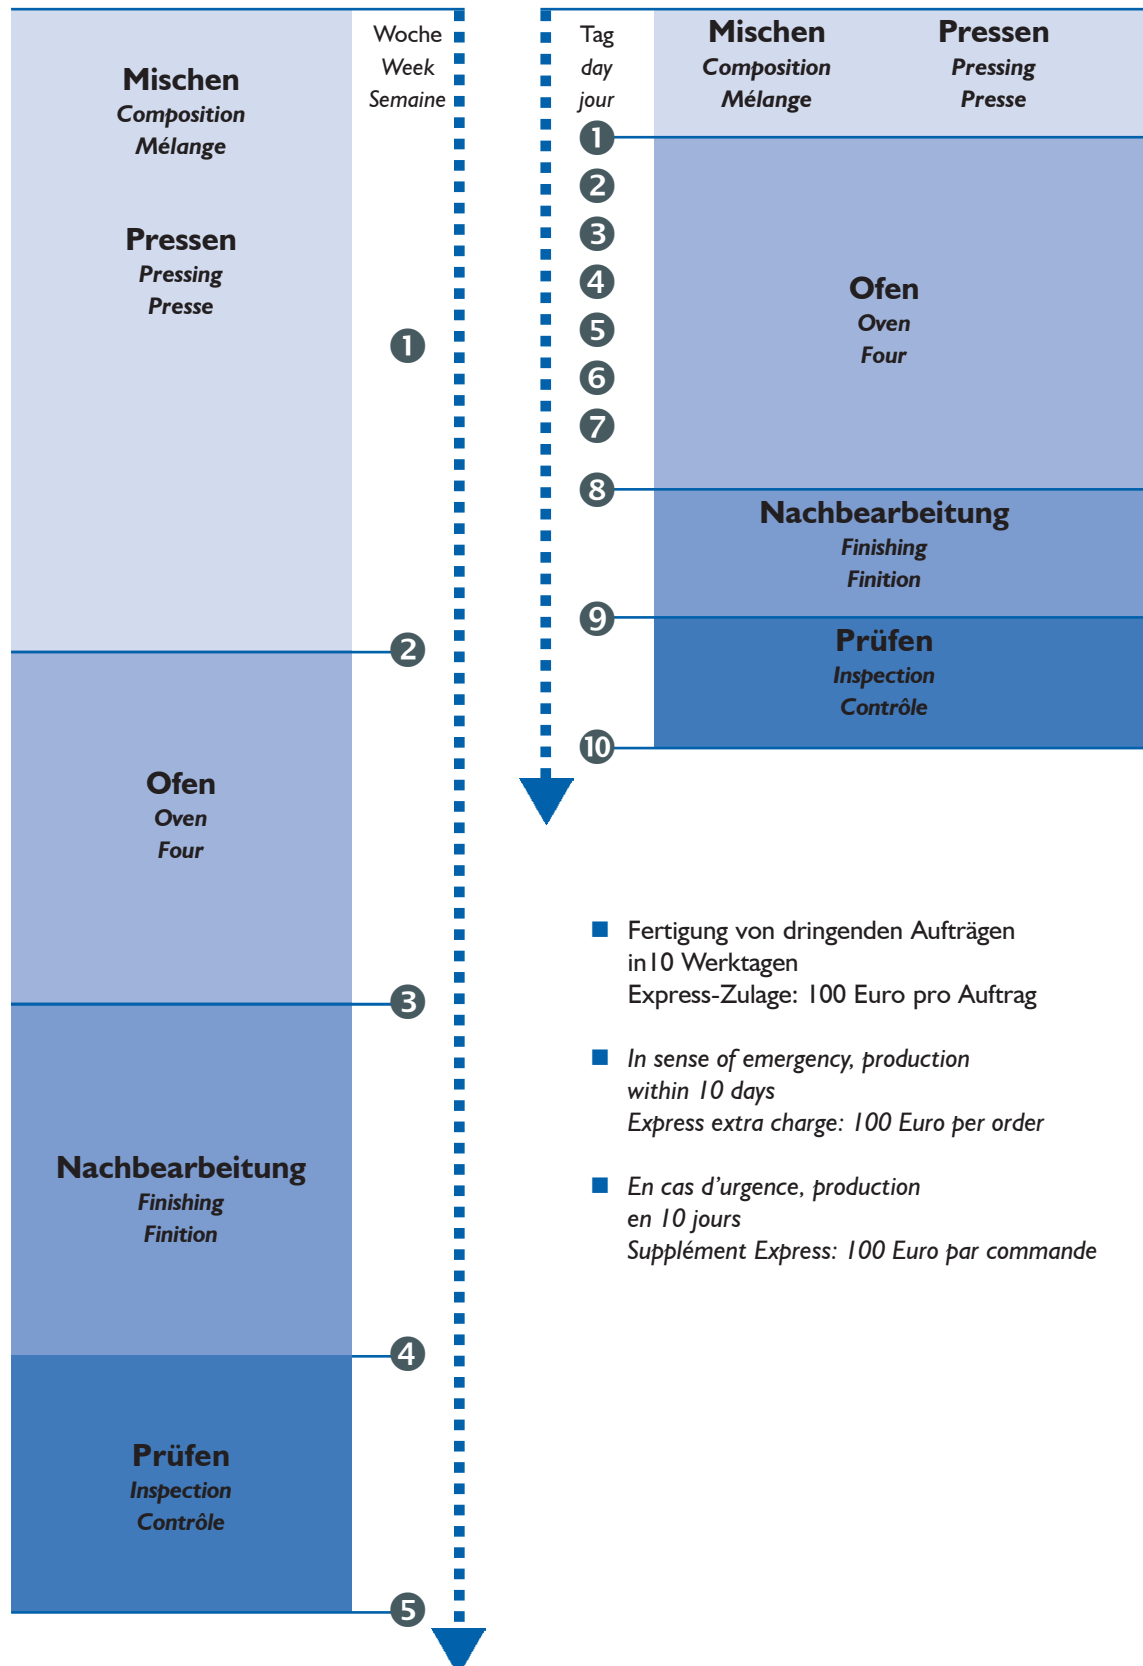 Woche
Week
Semaine
Mischen
Composition
Mélange
Pressen
Pressing
Presse
1
2
Ofen
Oven
Four
3
Nachbearbeitung
Finishing
Finition
4
Prüfen
Inspection
Contrôle
5
Tag
day
jour
Mischen
Composition
Mélange
Pressen
Pressing
Presse
1
2
3
4
5
6
7
Ofen
Oven
Four
8
Nachbearbeitung
Finishing
Finition
9
Prüfen
Inspection
Contrôle
10
Fertigung von dringenden Aufträgen
in10 Werktagen
Express-Zulage: 100 Euro pro Auftrag
In sense of emergency, production
within 10 days
Express extra charge: 100 Euro per order
En cas d’urgence, production
en 10 jours
Supplément Express: 100 Euro par commande